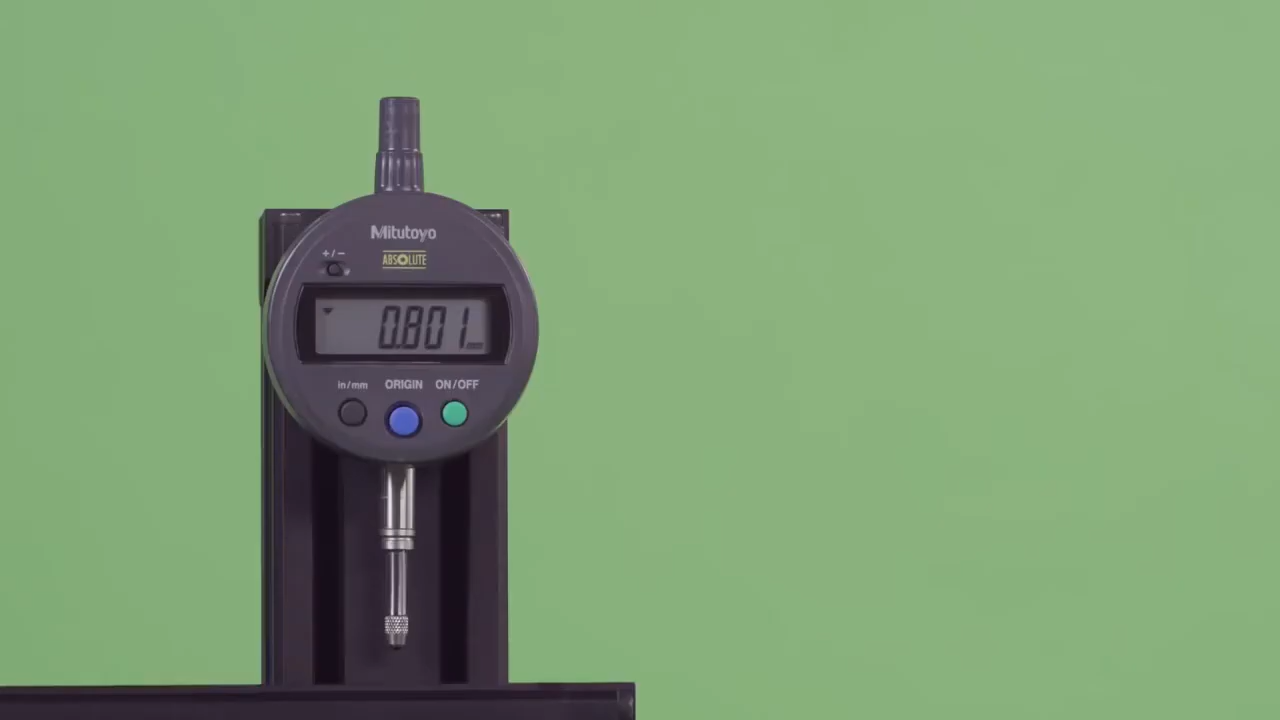 Mitutoyo
+/−
ABSOLUTE
0.801
in/mm ORIGIN ON/OFF